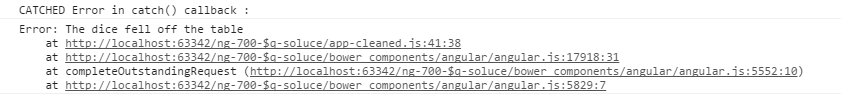 CATCHED Error in catch() callback :
Error: The dice fell off the table
at http://localhost:63342/ng-700-$q-soluce/app-cleaned.js:41:38
at http://localhost:63342/ng-700-$q-soluce/bower_components/angular/angular.js:17918:31
at completeOutstandingRequest (http://localhost:63342/ng-700-$q-soluce/bower_components/angular/angular.js:5552:10)
at http://localhost:63342/ng-700-$q-soluce/bower_components/angular/angular.js:5829:7